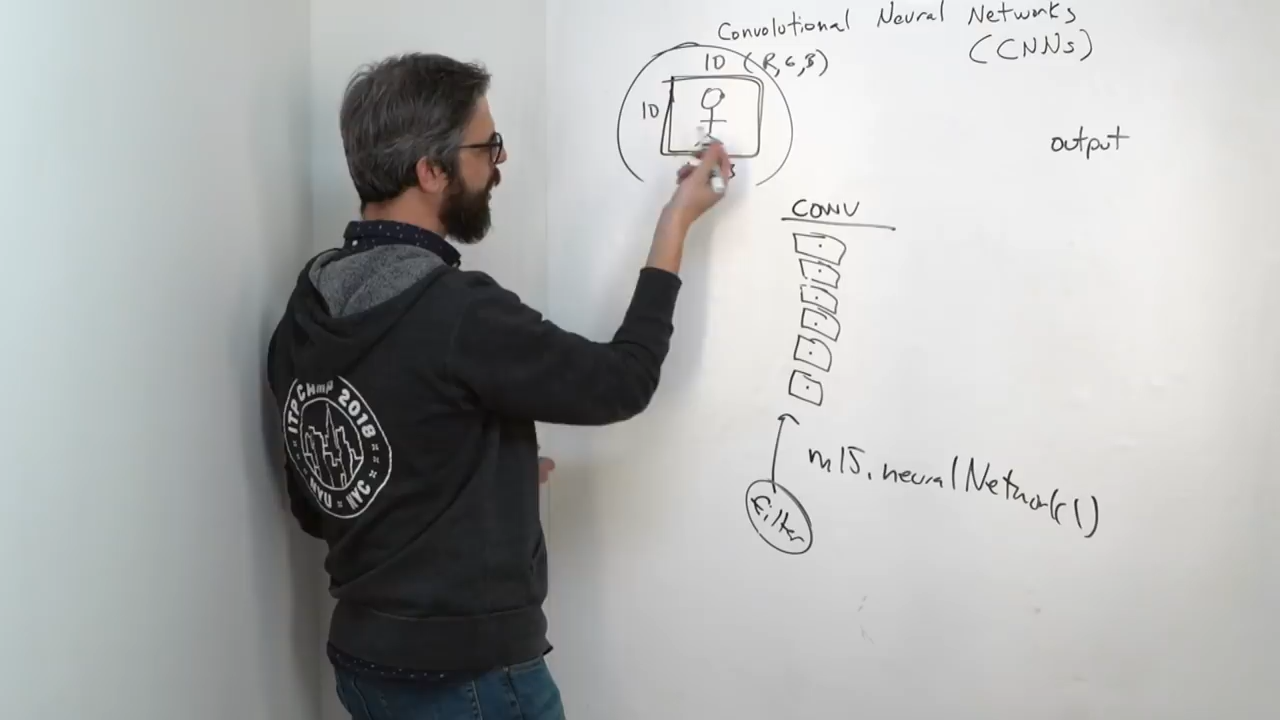 Convolutional Neural Networks
(CNNs)
10 (R,G,B)
10
output
CONV
ml5.neuralNetwork()
filter
ITP Camp 2018
NYU NYC